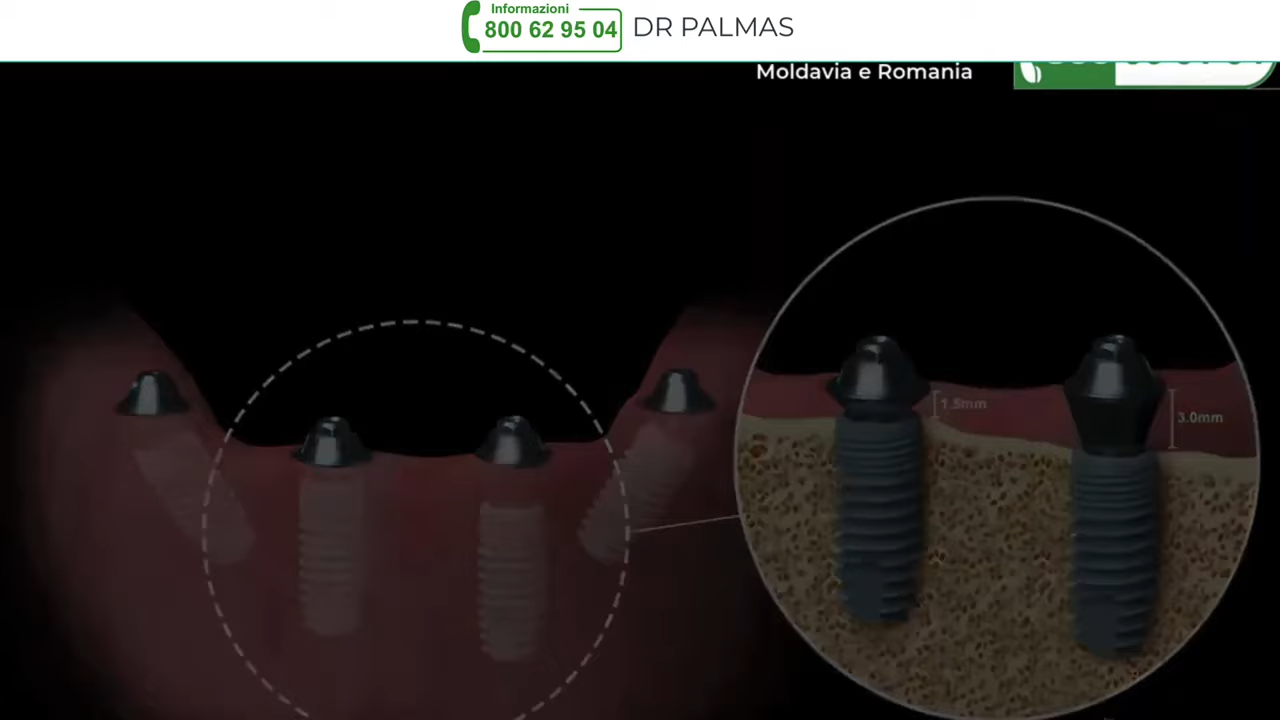 Informazioni
800 62 95 04
DR PALMAS
Moldavia e Romania
1.5mm
3.0mm